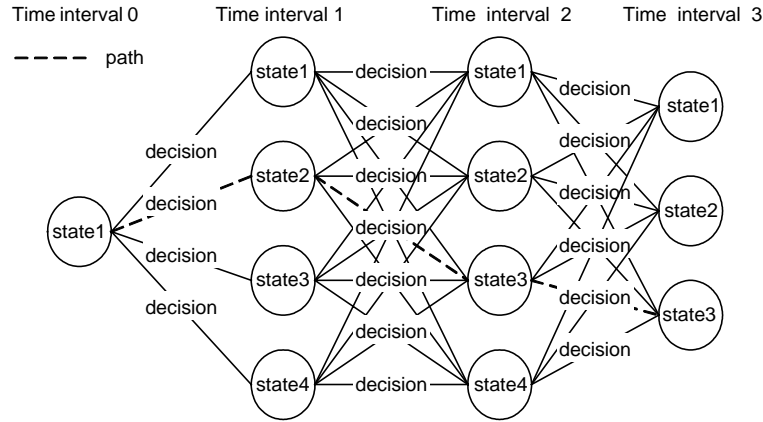 Time interval 0
Time interval 1
Time interval 2
Time interval 3
path
state1
decision
state1
decision
state1
decision
decision
decision
state2
decision
state2
decision
decision
state2
state1
decision
decision
decision
state3
decision
state3
decision
decision
state3
decision
decision
state4
decision
state4